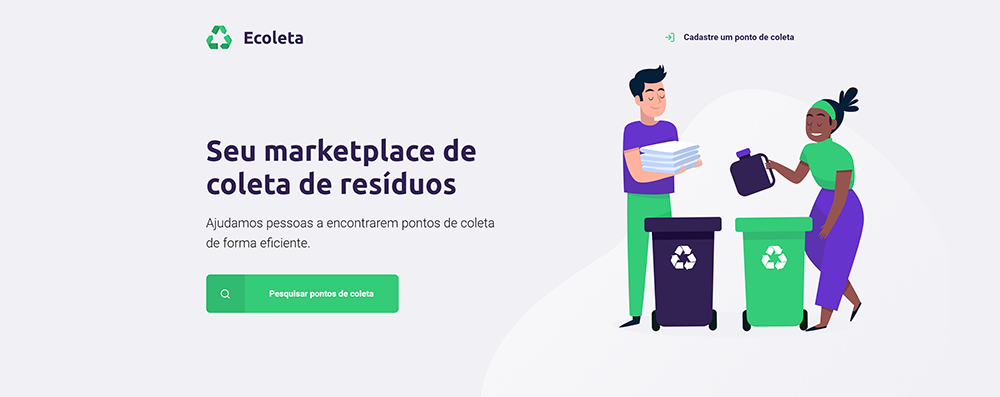 Ecoleta
Cadastre um ponto de coleta
Seu marketplace de
coleta de resíduos
Ajudamos pessoas a encontrarem pontos de coleta
de forma eficiente.
Pesquisar pontos de coleta